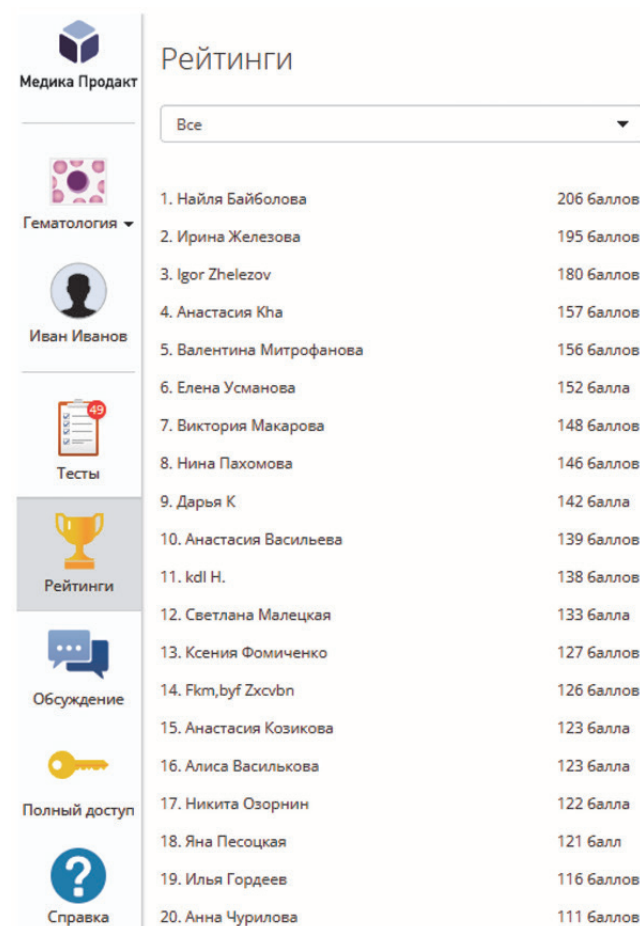 Медика Продакт
Гематология
Иван Иванов
49
Тесты
Рейтинги
Обсуждение
Полный доступ
?
Справка
Рейтинги
Все
1. Найля Байболова 206 баллов
2. Ирина Железова 195 баллов
3. Igor Zhelezov 180 баллов
4. Анастасия Kha 157 баллов
5. Валентина Митрофанова 156 баллов
6. Елена Усманова 152 балла
7. Виктория Макарова 148 баллов
8. Нина Пахомова 146 баллов
9. Дарья К 142 балла
10. Анастасия Васильева 139 баллов
11. kdl H. 138 баллов
12. Светлана Малецкая 133 балла
13. Ксения Фомиченко 127 баллов
14. Fkm,byf Zxcvbn 126 баллов
15. Анастасия Козикова 123 балла
16. Алиса Василькова 123 балла
17. Никита Озорнин 122 балла
18. Яна Песоцкая 121 балл
19. Илья Гордеев 116 баллов
20. Анна Чурилова 111 баллов